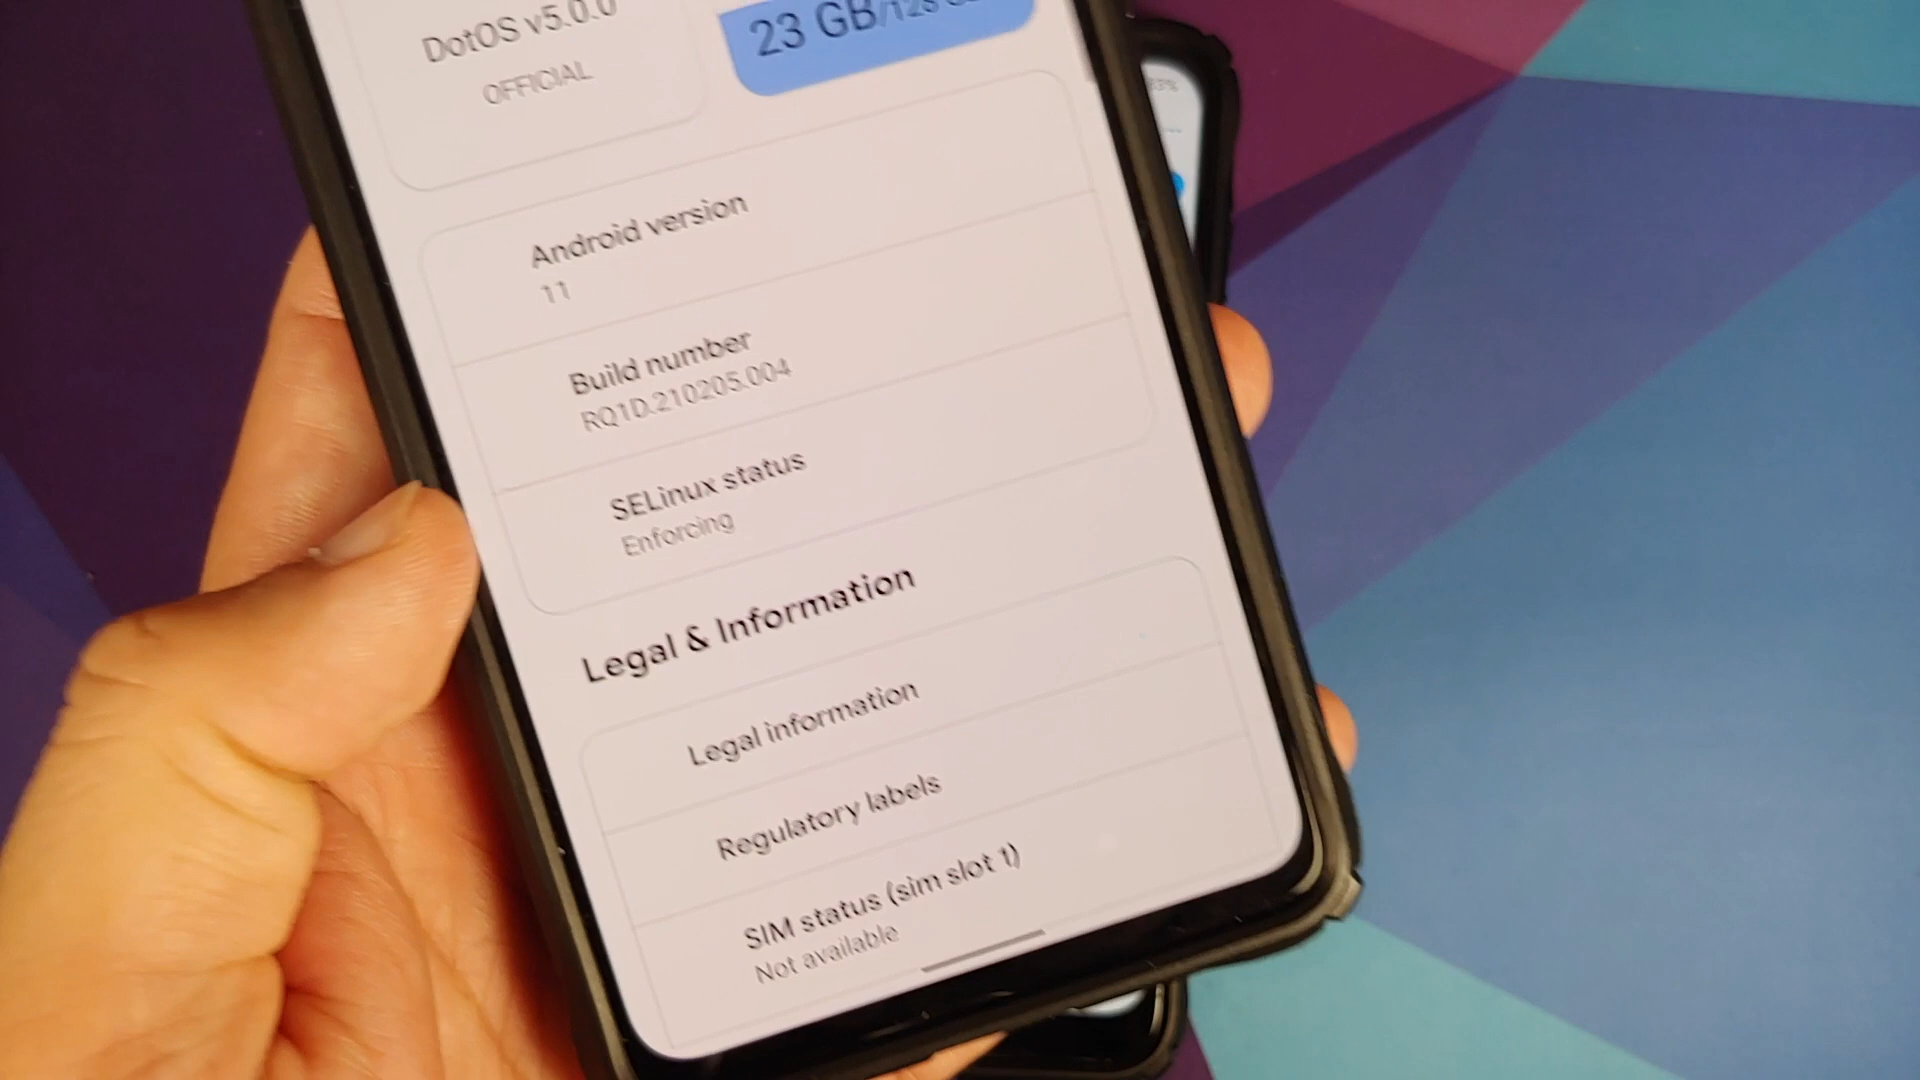 DotOS v5.0.0
OFFICIAL
23 GB/128
Android version
11
Build number
RQ1D.210205.004
SELinux status
Enforcing
Legal & Information
Legal information
Regulatory labels
SIM status (sim slot 1)
Not available